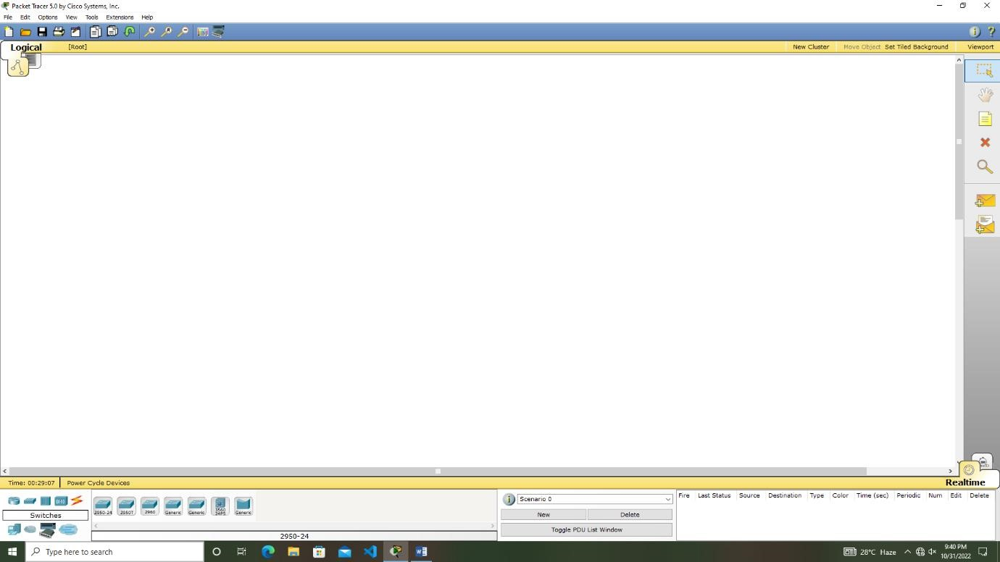 Packet Tracer 5.0 by Cisco Systems, Inc.
File Edit Options View Tools Extensions Help
Logical [Root] New Cluster Move Object Set Tiled Background Viewport
Time: 00:29:07 Power Cycle Devices
Realtime
2950-24 2950T 2960 Generic Generic 3560 24PS Generic
Switches
2950-24
Scenario 0
New Delete
Toggle PDU List Window
Fire Last Status Source Destination Type Color Time (sec) Periodic Num Edit Delete
Type here to search
28°C Haze
9:40 PM
10/31/2022